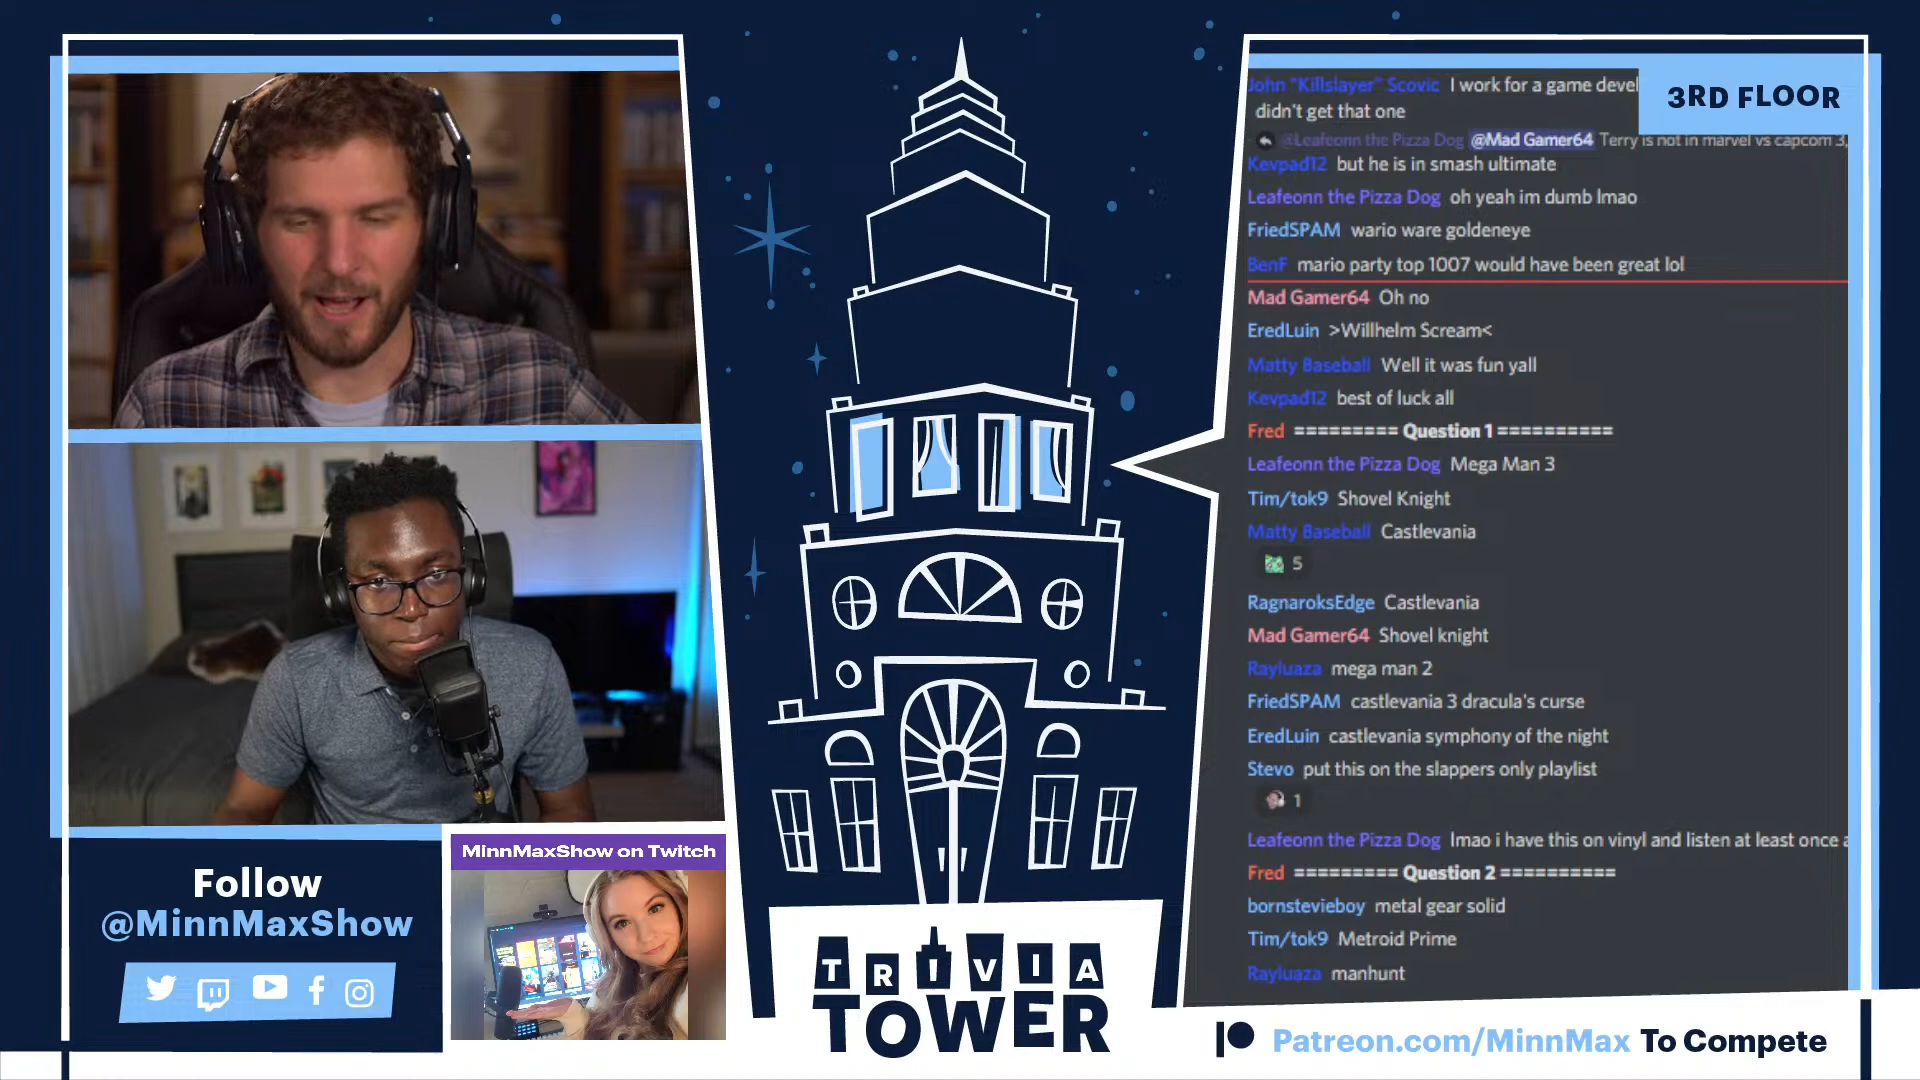 3RD FLOOR
John "Killslayer" Scovic I work for a game devel
didn't get that one
@Leafeonn the Pizza Dog @Mad Gamer64 Terry is not in marvel vs capcom 3,
Kevpad12 but he is in smash ultimate
Leafeonn the Pizza Dog oh yeah im dumb lmao
FriedSPAM wario ware goldeneye
BenF mario party top 1007 would have been great lol
Mad Gamer64 Oh no
EredLuin >Willhelm Scream<
Matty Baseball Well it was fun yall
Kevpad12 best of luck all
Fred ========= Question 1 ==========
Leafeonn the Pizza Dog Mega Man 3
Tim/tok9 Shovel Knight
Matty Baseball Castlevania
5
RagnaroksEdge Castlevania
Mad Gamer64 Shovel knight
Rayluaza mega man 2
FriedSPAM castlevania 3 dracula's curse
EredLuin castlevania symphony of the night
Stevo put this on the slappers only playlist
1
Leafeonn the Pizza Dog lmao i have this on vinyl and listen at least once a
Fred ========= Question 2 ==========
bornstevieboy metal gear solid
Tim/tok9 Metroid Prime
Rayluaza manhunt
MinnMaxShow on Twitch
Follow
@MinnMaxShow
TRIVIA
TOWER
Patreon.com/MinnMax To Compete